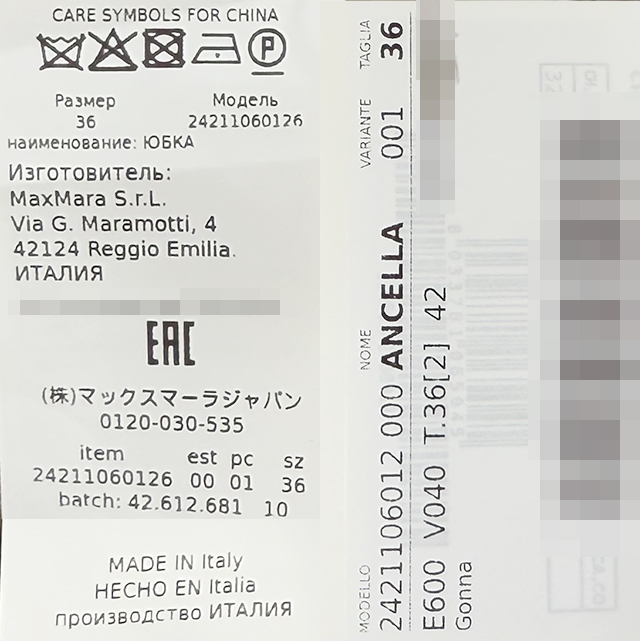 CARE SYMBOLS FOR CHINA
P
Размер Модель
36 24211060126
наименование: ЮБКА
Изготовитель:
MaxMara S.r.L.
Via G. Maramotti, 4
42124 Reggio Emilia.
ИТАЛИЯ
EAC
(株)マックスマーラジャパン
0120-030-535
item est pc sz
24211060126 00 01 36
batch: 42.612.681 10
MADE IN Italy
HECHO EN Italia
производство ИТАЛИЯ
MODELLO NOME VARIANTE TAGLIA
2421106012 000 ANCELLA 001 36
E600 V040 T.36[2] 42
Gonna